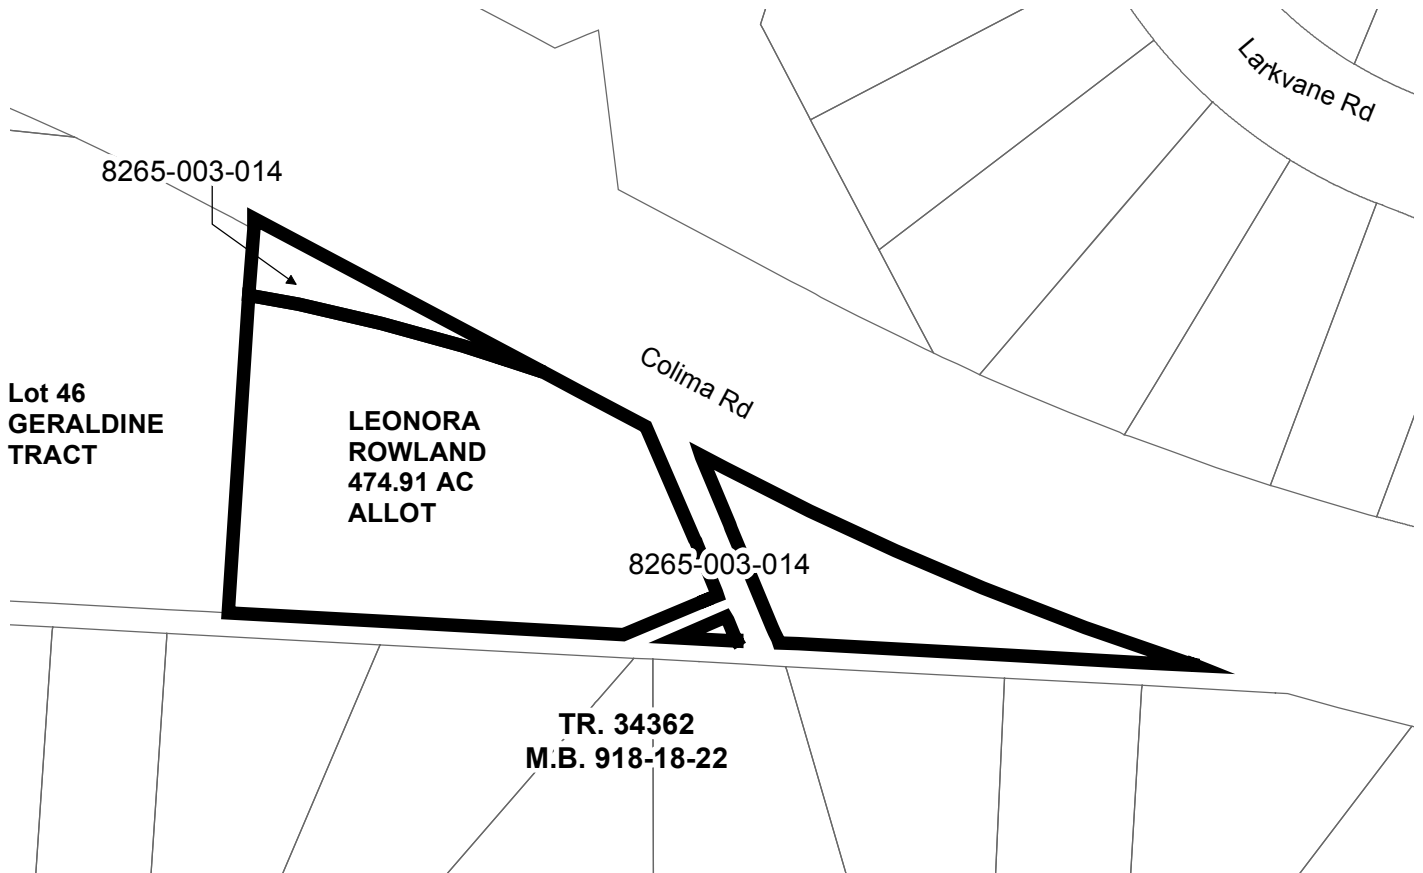 Larkvane Rd
8265-003-014
Colima Rd
Lot 46
GERALDINE
TRACT
LEONORA
ROWLAND
474.91 AC
ALLOT
8265-003-014
TR. 34362
M.B. 918-18-22